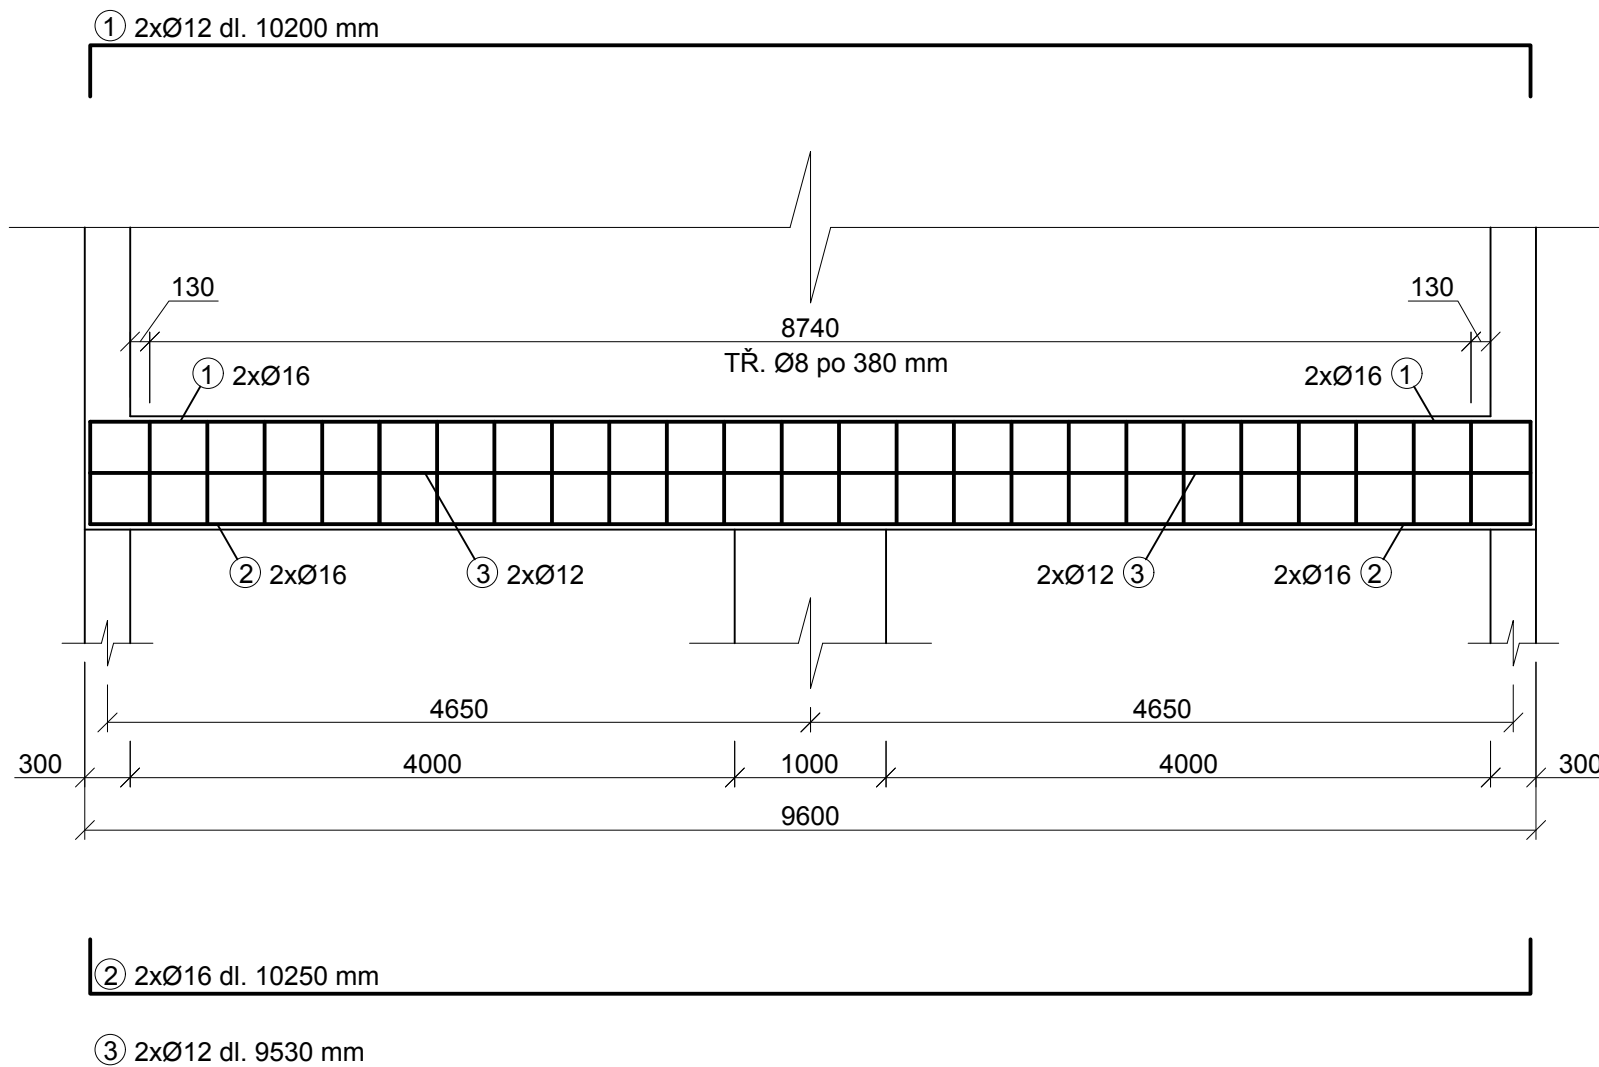 ① 2xØ12 dl. 10200 mm
130
130
8740
TŘ. Ø8 po 380 mm
① 2xØ16
2xØ16 ①
② 2xØ16
③ 2xØ12
2xØ12 ③
2xØ16 ②
4650
4650
300
4000
1000
4000
300
9600
② 2xØ16 dl. 10250 mm
③ 2xØ12 dl. 9530 mm